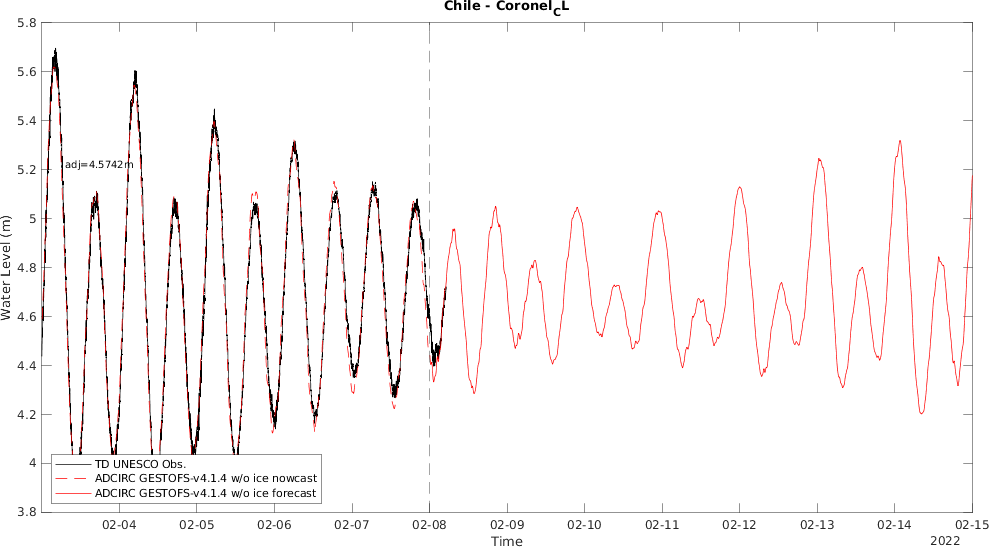 Chile - Coronel_CL
5.8
5.6
5.4
5.2
5
4.8
4.6
4.4
4.2
4
3.8
Water Level (m)
adj=4.5742m
TD UNESCO Obs.
ADCIRC GESTOFS-v4.1.4 w/o ice nowcast
ADCIRC GESTOFS-v4.1.4 w/o ice forecast
02-04 02-05 02-06 02-07 02-08 02-09 02-10 02-11 02-12 02-13 02-14 02-15
Time
2022